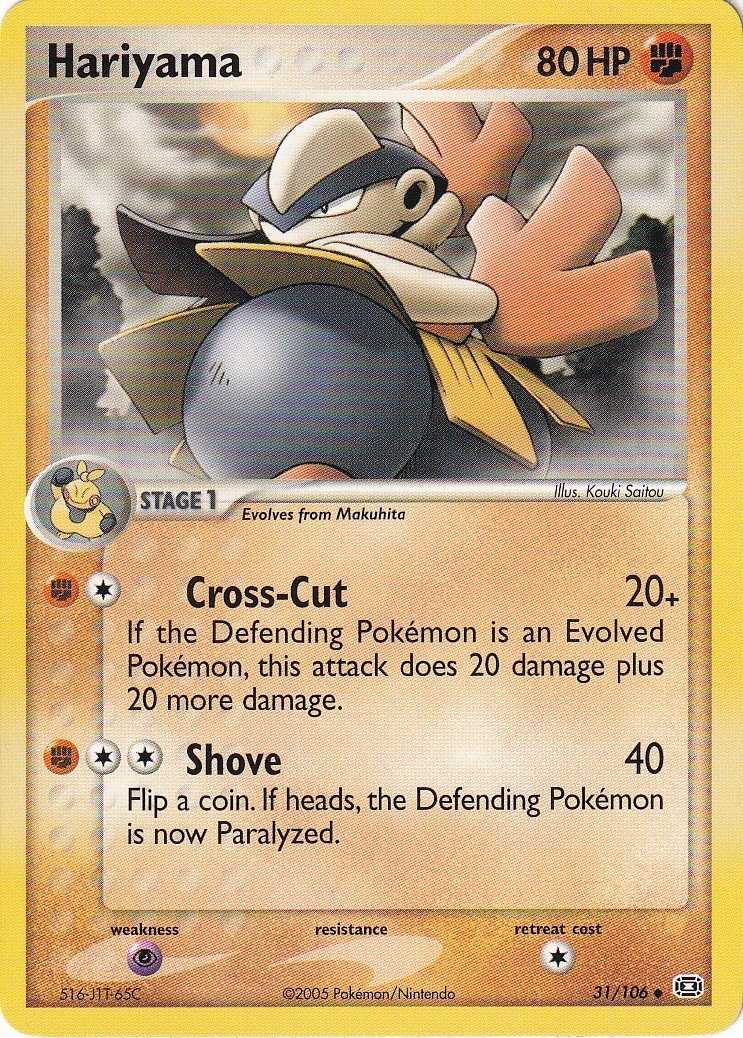 Hariyama 80 HP
Illus. Kouki Saitou
STAGE 1
Evolves from Makuhita
Cross-Cut 20+
If the Defending Pokémon is an Evolved
Pokémon, this attack does 20 damage plus
20 more damage.
Shove 40
Flip a coin. If heads, the Defending Pokémon
is now Paralyzed.
weakness resistance retreat cost
516-J1T-65C ©2005 Pokémon/Nintendo 31/106